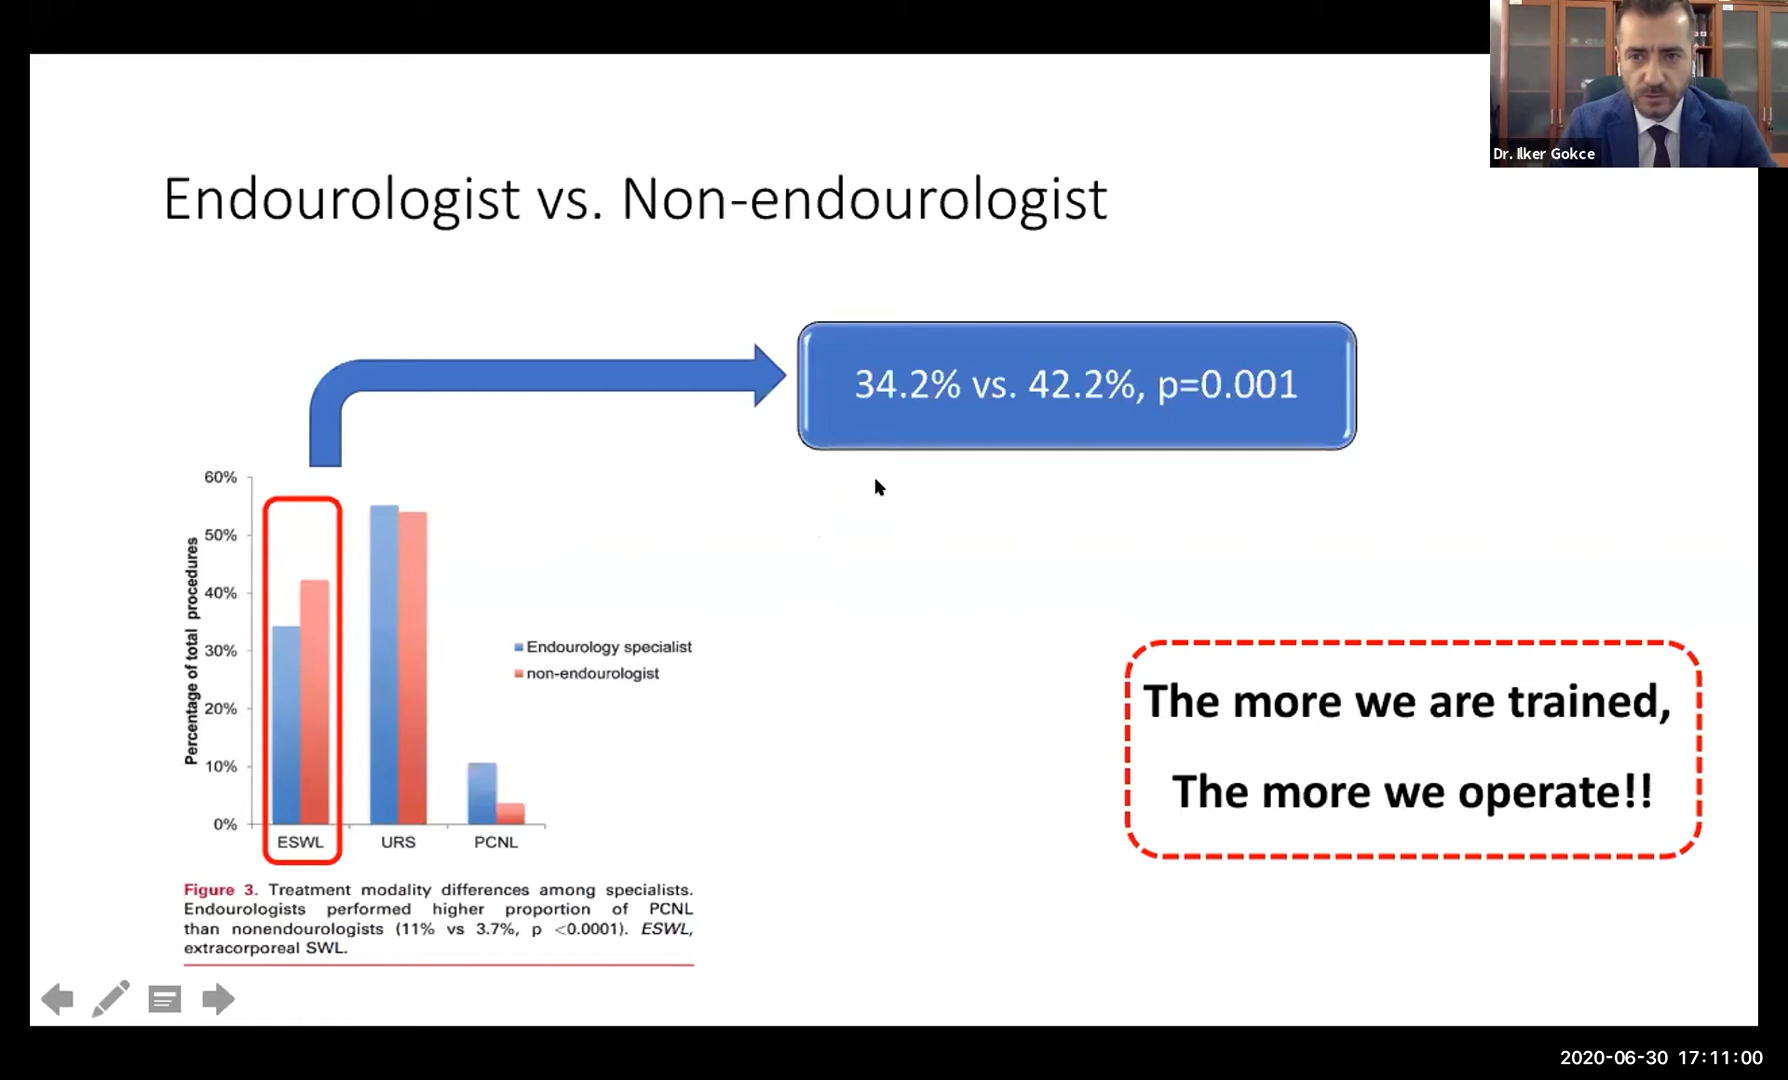 Dr. Ilker Gokce
Endourologist vs. Non-endourologist
34.2% vs. 42.2%, p=0.001
60%
50%
40%
30%
20%
10%
0%
Percentage of total procedures
ESWL
URS
PCNL
Endourology specialist
non-endourologist
The more we are trained,
The more we operate!!
Figure 3. Treatment modality differences among specialists.
Endourologists performed higher proportion of PCNL
than nonendourologists (11% vs 3.7%, p <0.0001). ESWL,
extracorporeal SWL.
2020-06-30 17:11:00